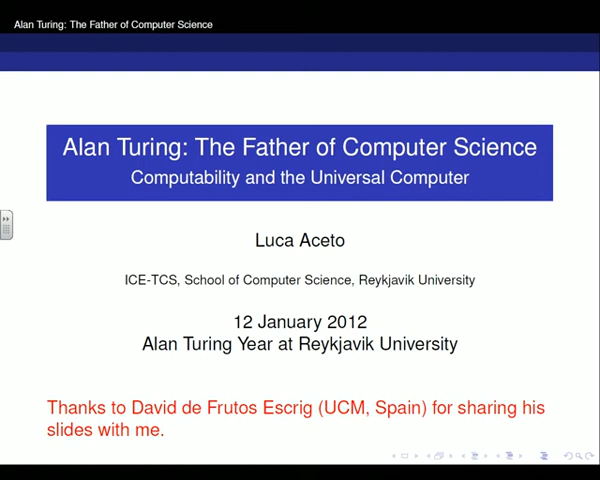 Alan Turing: The Father of Computer Science
Alan Turing: The Father of Computer Science
Computability and the Universal Computer
Luca Aceto
ICE-TCS, School of Computer Science, Reykjavik University
12 January 2012
Alan Turing Year at Reykjavik University
Thanks to David de Frutos Escrig (UCM, Spain) for sharing his
slides with me.